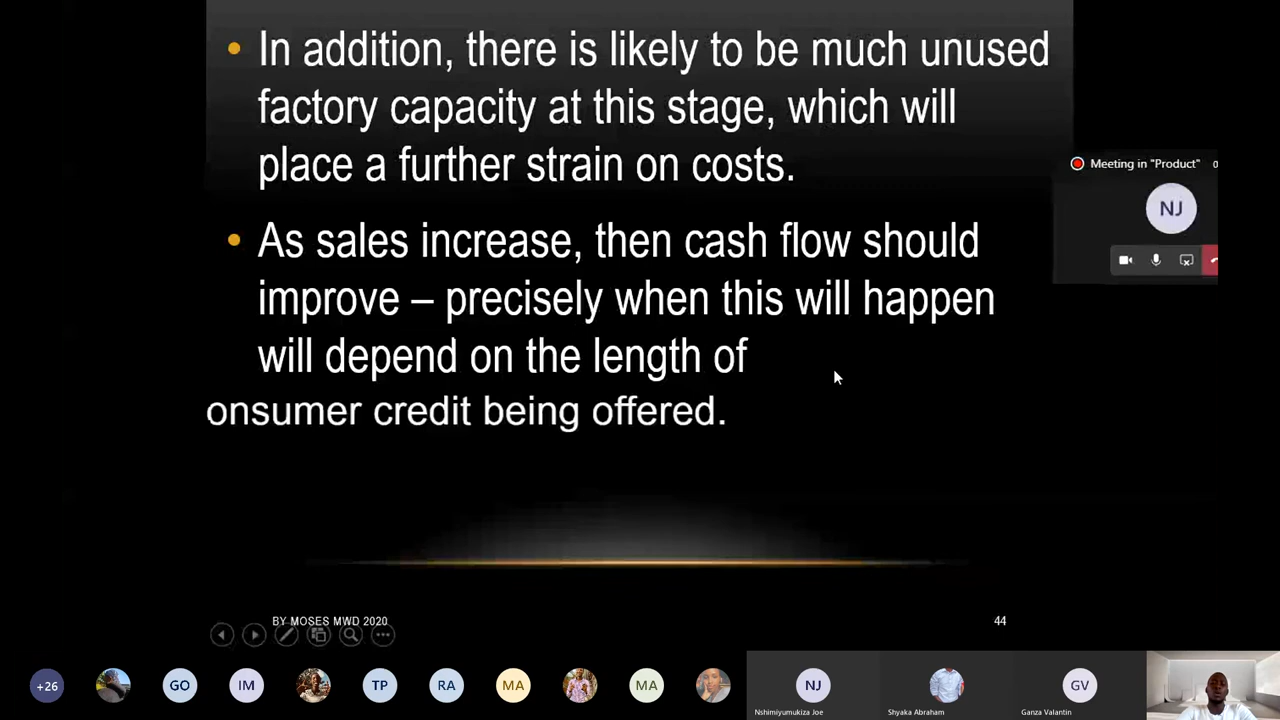 • In addition, there is likely to be much unused
factory capacity at this stage, which will
place a further strain on costs.
• As sales increase, then cash flow should
improve – precisely when this will happen
will depend on the length of
onsumer credit being offered.
Meeting in "Product"
NJ
BY MOSES MWD 2020
44
+26
GO
IM
TP
RA
MA
MA
NJ
GV
Nshimiyumukiza Joe
Shyaka Abraham
Ganza Valantin